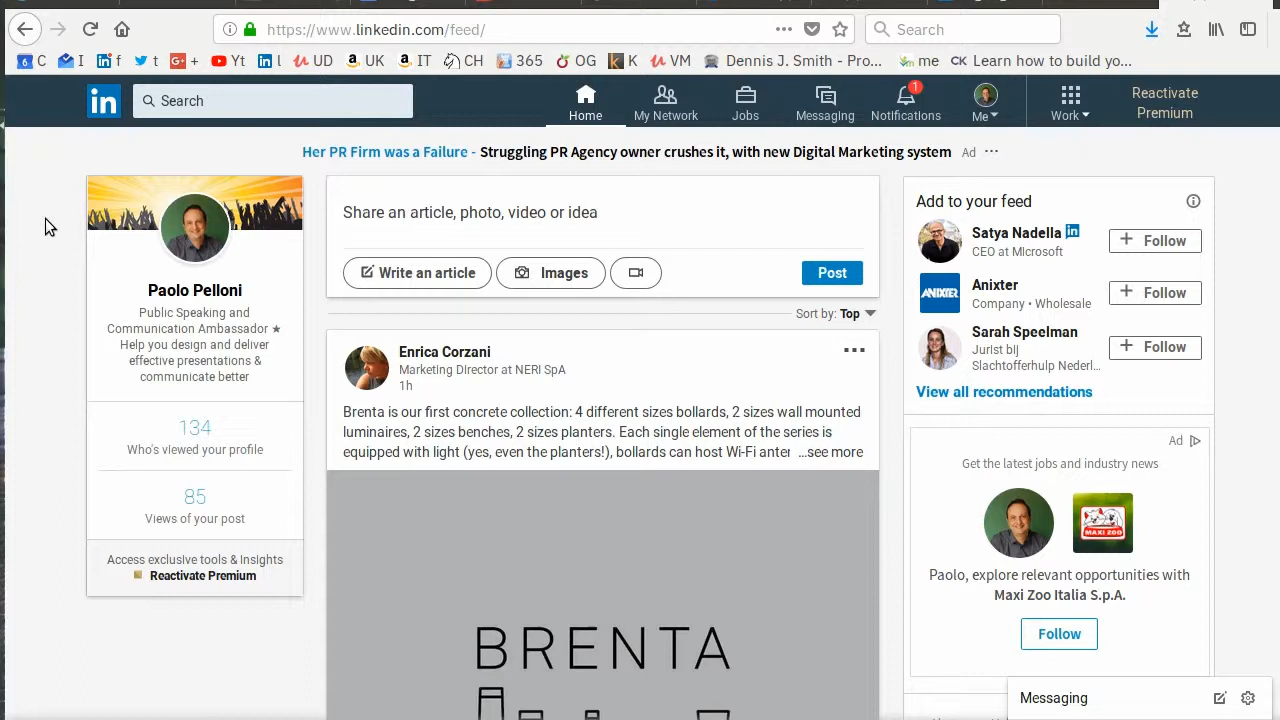 https://www.linkedin.com/feed/
Search
C
I
f
t
+
Yt
l
UD
UK
IT
CH
365
OG
K
VM
Dennis J. Smith - Pro...
me
CK Learn how to build yo...
in
Search
Home
My Network
Jobs
Messaging
1
Notifications
Me
Work
Reactivate
Premium
Her PR Firm was a Failure - Struggling PR Agency owner crushes it, with new Digital Marketing system Ad
Paolo Pelloni
Public Speaking and
Communication Ambassador ★
Help you design and deliver
effective presentations &
communicate better
134
Who's viewed your profile
85
Views of your post
Access exclusive tools & insights
Reactivate Premium
Share an article, photo, video or idea
Write an article
Images
Post
Sort by: Top
Enrica Corzani
Marketing Director at NERI SpA
1h
Brenta is our first concrete collection: 4 different sizes bollards, 2 sizes wall mounted
luminaires, 2 sizes benches, 2 sizes planters. Each single element of the series is
equipped with light (yes, even the planters!), bollards can host Wi-Fi anter ...see more
BRENTA
Add to your feed
Satya Nadella in
CEO at Microsoft
+ Follow
ANIXTER
Anixter
Company • Wholesale
+ Follow
Sarah Speelman
Jurist bij
Slachtofferhulp Nederl...
+ Follow
View all recommendations
Ad
Get the latest jobs and industry news
MAXI ZOO
Paolo, explore relevant opportunities with
Maxi Zoo Italia S.p.A.
Follow
Messaging